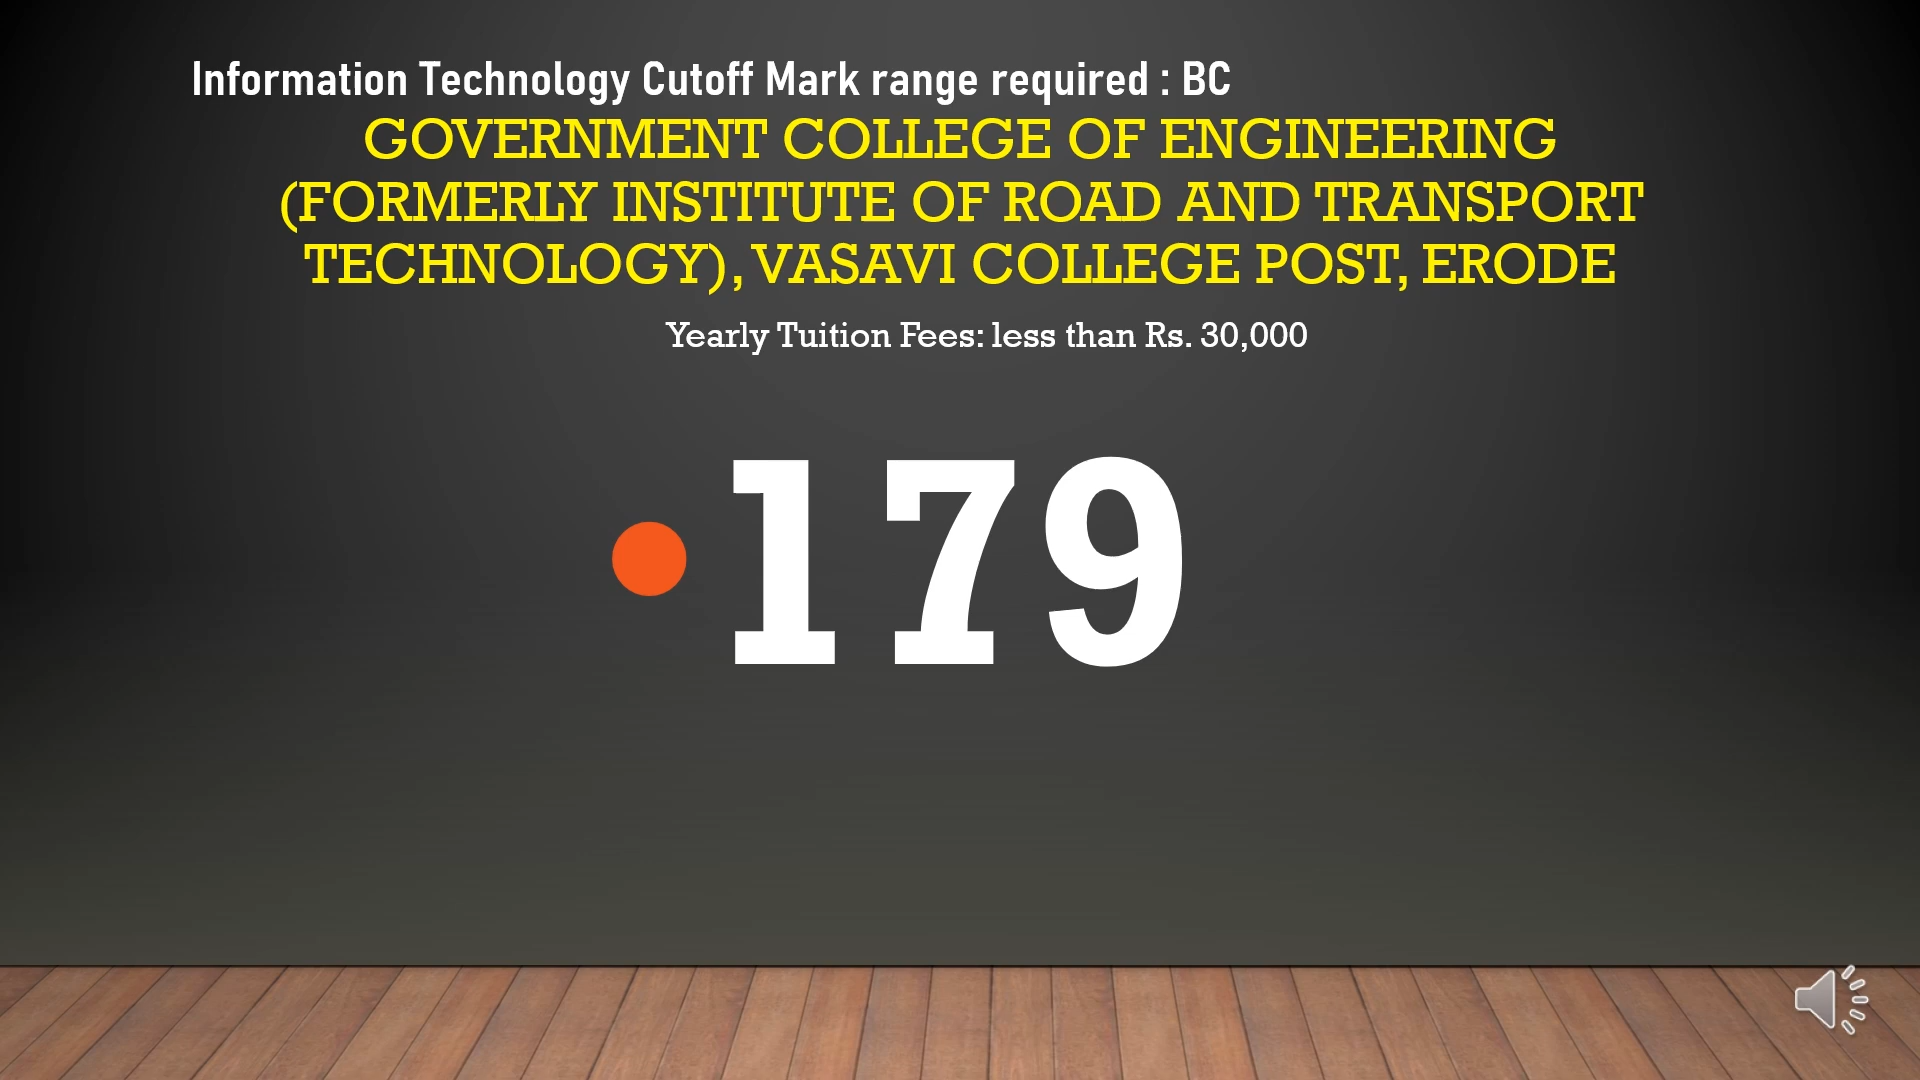 Information Technology Cutoff Mark range required : BC
GOVERNMENT COLLEGE OF ENGINEERING
(FORMERLY INSTITUTE OF ROAD AND TRANSPORT
TECHNOLOGY), VASAVI COLLEGE POST, ERODE
Yearly Tuition Fees: less than Rs. 30,000
179